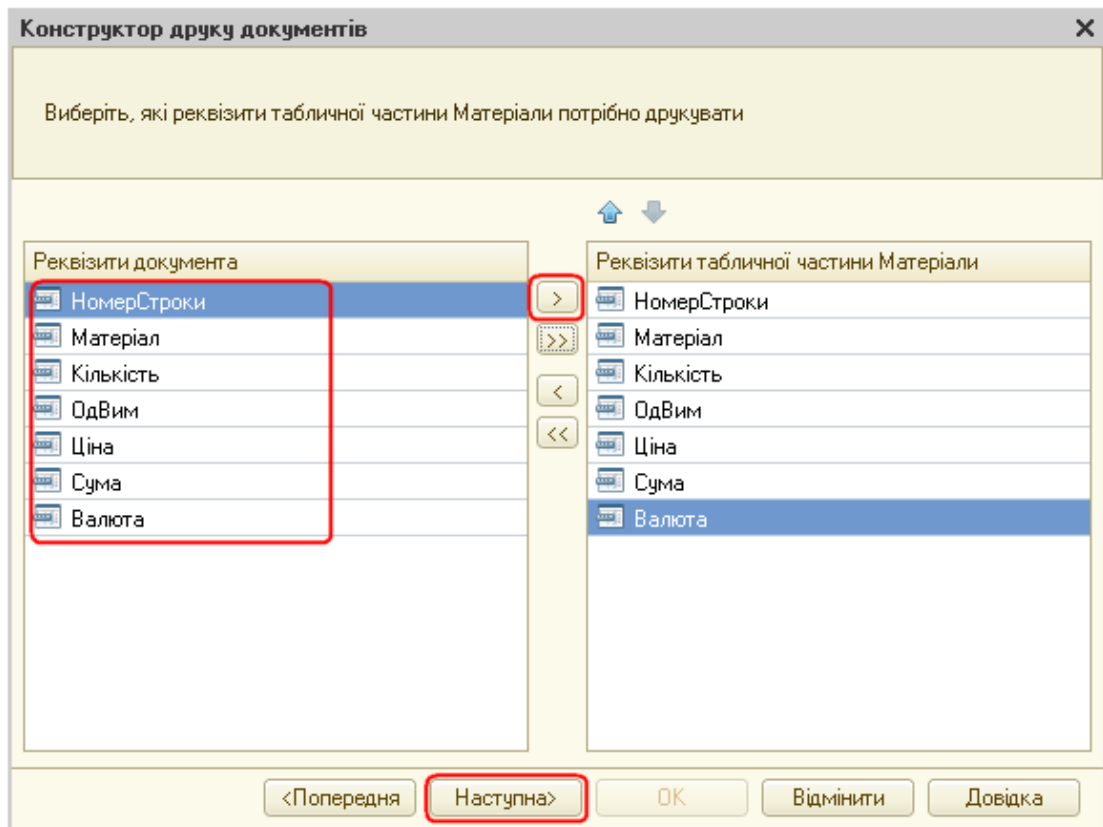 Конструктор друку документів
Виберіть, які реквізити табличної частини Матеріали потрібно друкувати
Реквізити документа
НомерСтроки
Матеріал
Кількість
ОдВим
Ціна
Сума
Валюта
>
>>
<
<<
Реквізити табличної частини Матеріали
НомерСтроки
Матеріал
Кількість
ОдВим
Ціна
Сума
Валюта
<Попередня Наступна> OK Відмінити Довідка